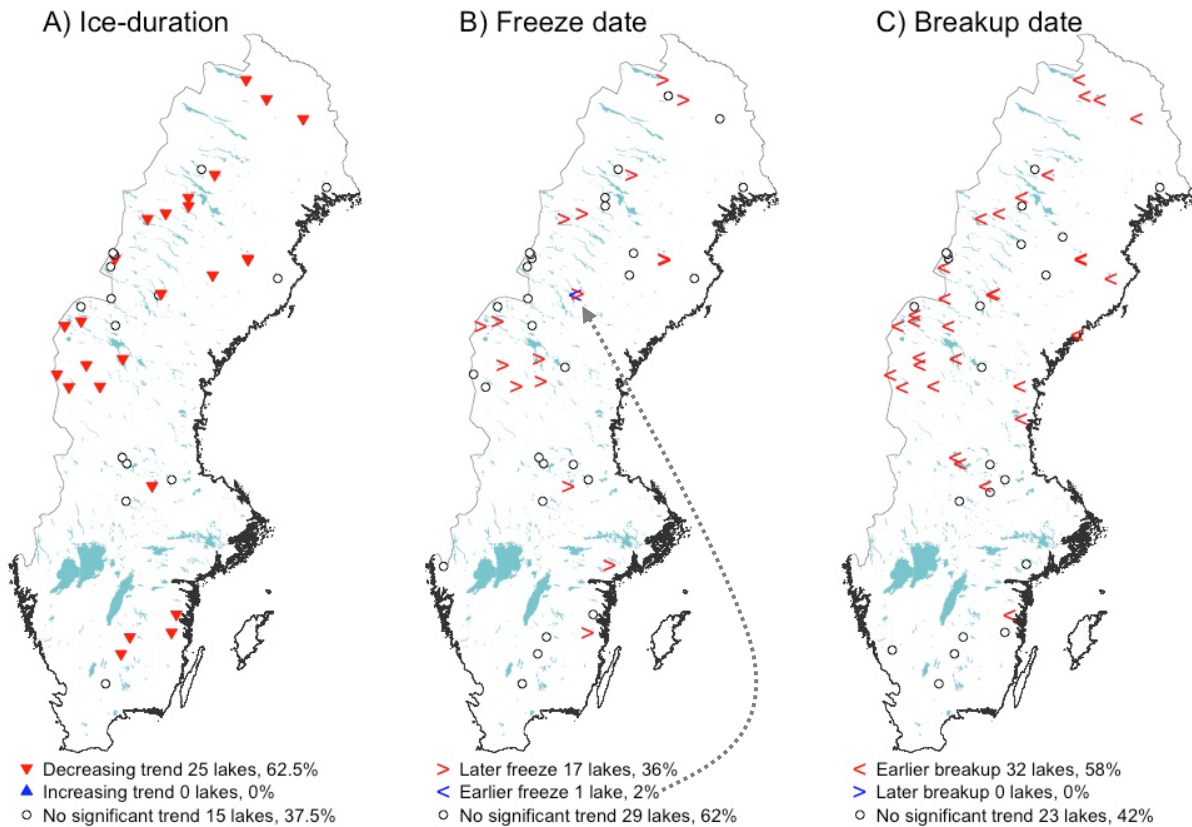 A) Ice-duration
B) Freeze date
C) Breakup date
Decreasing trend 25 lakes, 62.5%
Increasing trend 0 lakes, 0%
No significant trend 15 lakes, 37.5%
Later freeze 17 lakes, 36%
Earlier freeze 1 lake, 2%
No significant trend 29 lakes, 62%
Earlier breakup 32 lakes, 58%
Later breakup 0 lakes, 0%
No significant trend 23 lakes, 42%